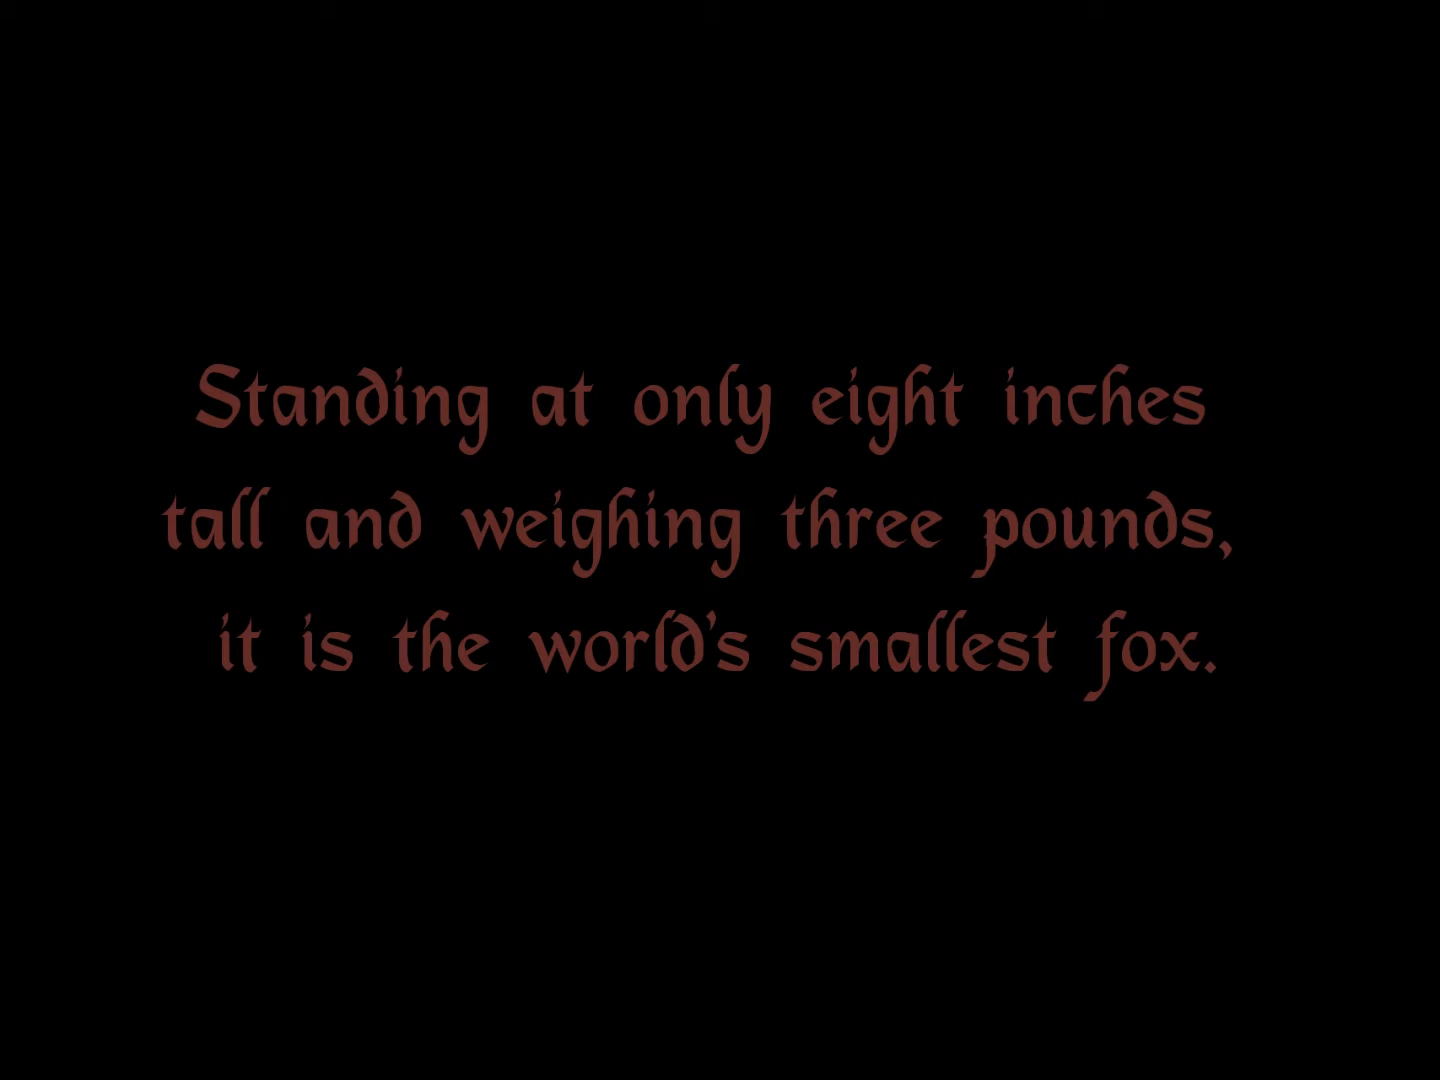 Standing at only eight inches
tall and weighing three pounds,
it is the world's smallest fox.